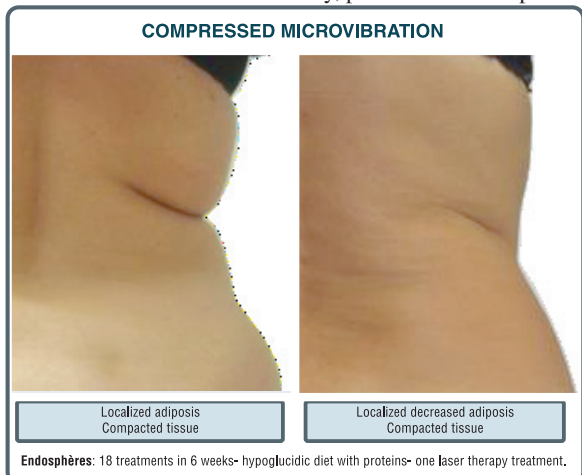 COMPRESSED MICROVIBRATION
Localized adiposis
Compacted tissue
Localized decreased adiposis
Compacted tissue
Endosphères: 18 treatments in 6 weeks- hypoglucidic diet with proteins- one laser therapy treatment.